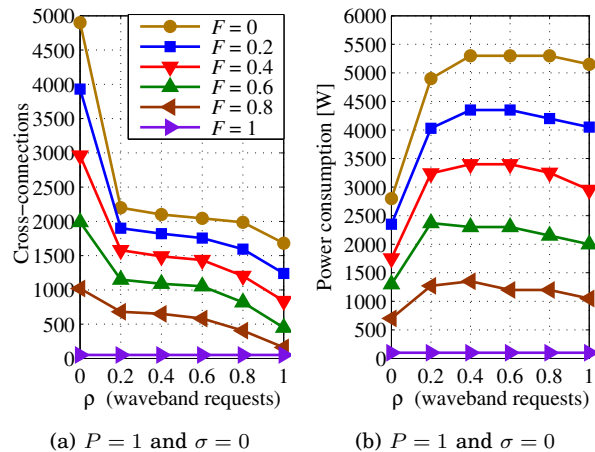 Cross−connections
5000
4500
4000
3500
3000
2500
2000
1500
1000
500
0
F = 0
F = 0.2
F = 0.4
F = 0.6
F = 0.8
F = 1
0 0.2 0.4 0.6 0.8 1
ρ (waveband requests)
(a) P = 1 and σ = 0
Power consumption [W]
6000
5500
5000
4500
4000
3500
3000
2500
2000
1500
1000
500
0
0 0.2 0.4 0.6 0.8 1
ρ (waveband requests)
(b) P = 1 and σ = 0